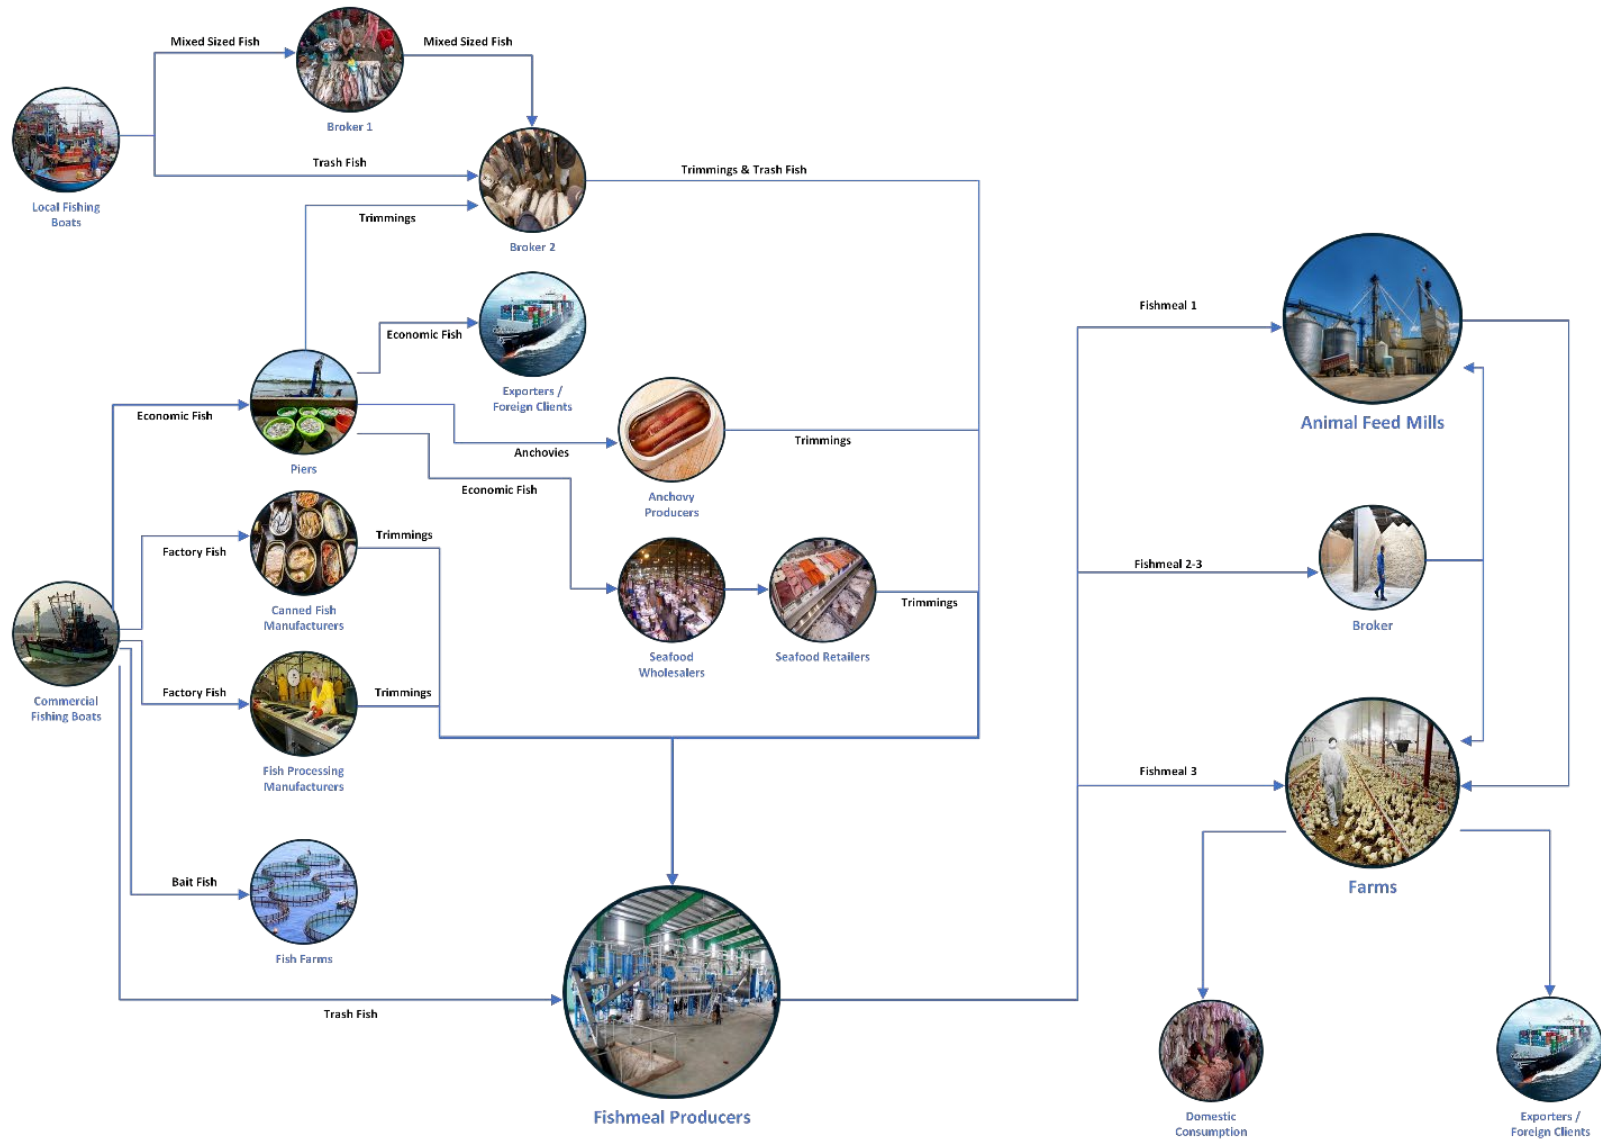 Mixed Sized Fish
Mixed Sized Fish
Broker 1
Trash Fish
Trimmings & Trash Fish
Local Fishing
Boats
Trimmings
Broker 2
Fishmeal 1
Economic Fish
Exporters /
Foreign Clients
Economic Fish
Animal Feed Mills
Trimmings
Anchovies
Piers
Economic Fish
Anchovy
Producers
Trimmings
Factory Fish
Fishmeal 2-3
Trimmings
Canned Fish
Manufacturers
Broker
Seafood
Wholesalers
Seafood Retailers
Factory Fish
Trimmings
Commercial
Fishing Boats
Fish Processing
Manufacturers
Fishmeal 3
Bait Fish
Farms
Fish Farms
Trash Fish
Fishmeal Producers
Domestic
Consumption
Exporters /
Foreign Clients